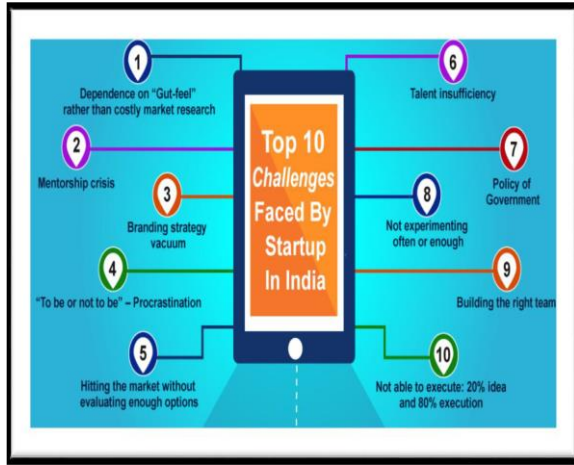 Top 10
Challenges
Faced By
Startup
In India
1
Dependence on “Gut-feel”
rather than costly market research
2
Mentorship crisis
3
Branding strategy
vacuum
4
“To be or not to be” – Procrastination
5
Hitting the market without
evaluating enough options
6
Talent insufficiency
7
Policy of
Government
8
Not experimenting
often or enough
9
Building the right team
10
Not able to execute: 20% idea
and 80% execution